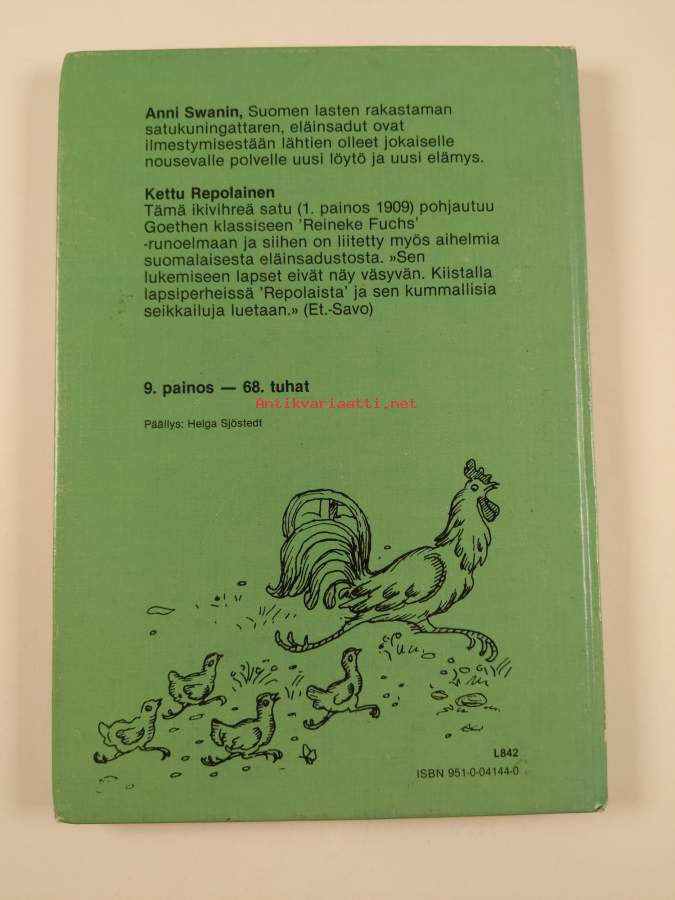 Anni Swanin, Suomen lasten rakastaman
satukuningattaren, eläinsadut ovat
ilmestymisestään lähtien olleet jokaiselle
nousevalle polvelle uusi löytö ja uusi elämys.
Kettu Repolainen
Tämä ikivihreä satu (1. painos 1909) pohjautuu
Goethen klassiseen 'Reineke Fuchs'
-runoelmaan ja siihen on liitetty myös aihelmia
suomalaisesta eläinsadustosta. »Sen
lukemiseen lapset eivät näy väsyvän. Kiistalla
lapsiperheissä 'Repolaista' ja sen kummallisia
seikkailuja luetaan.» (Et.-Savo)
9. painos — 68. tuhat
Antikvariaatti.net
Päällys: Helga Sjöstedt
L842
ISBN 951-0-04144-0